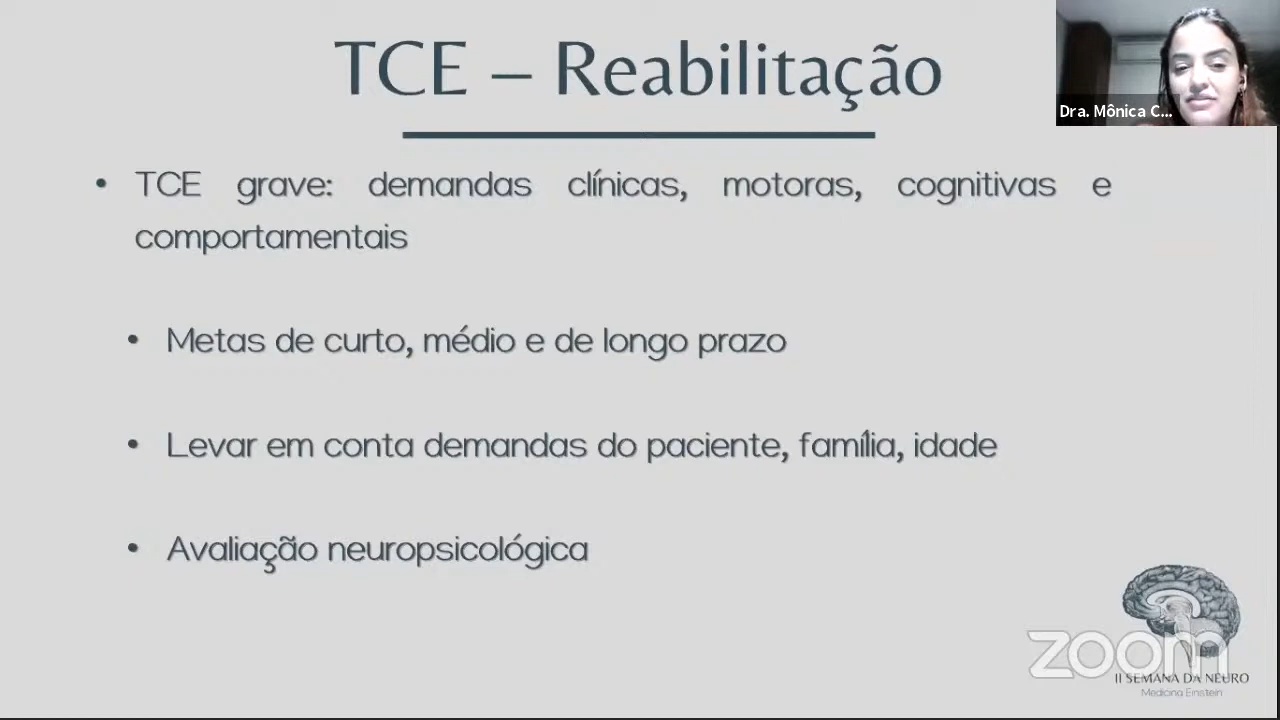 TCE – Reabilitação
Dra. Mônica C...
• TCE grave: demandas clínicas, motoras, cognitivas e
comportamentais
• Metas de curto, médio e de longo prazo
• Levar em conta demandas do paciente, família, idade
• Avaliação neuropsicológica
zoom
II SEMANA DA NEURO
Medicina Einstein